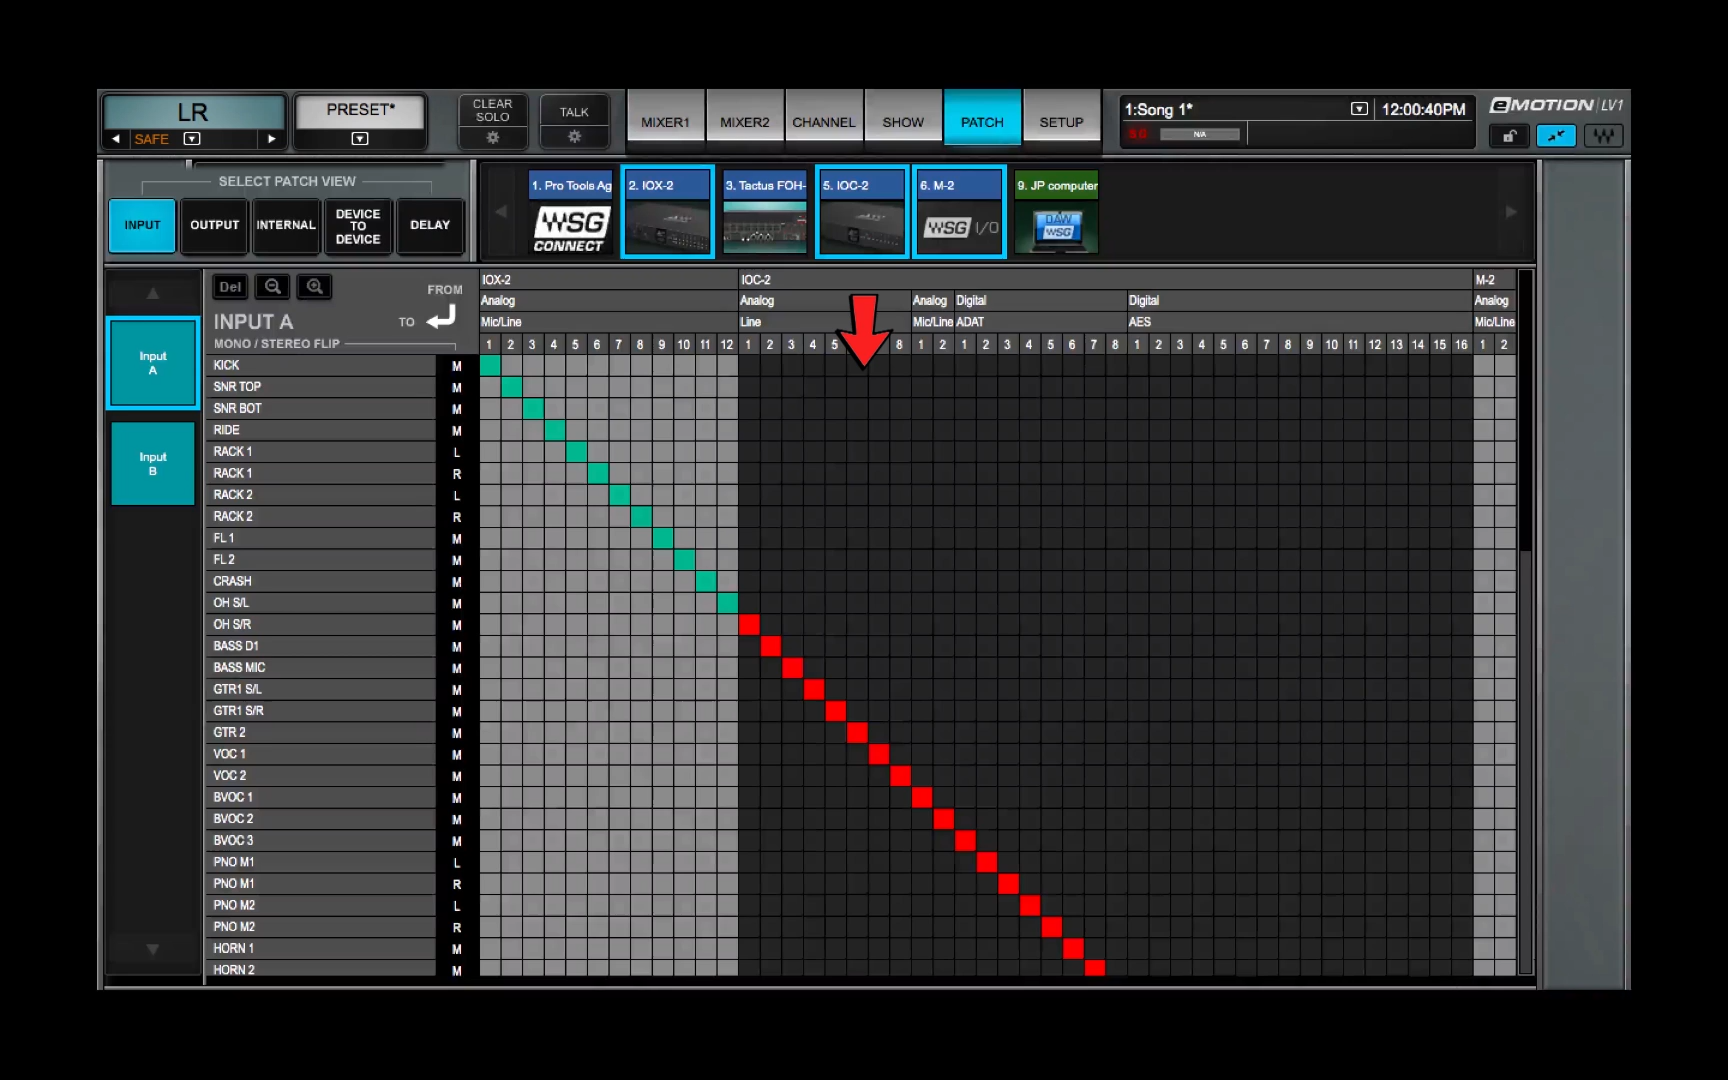 LR
SAFE
PRESET*
CLEAR
SOLO
TALK
MIXER1
MIXER2
CHANNEL
SHOW
PATCH
SETUP
1:Song 1*
12:00:40PM
N/A
eMOTION LV1
SELECT PATCH VIEW
INPUT
OUTPUT
INTERNAL
DEVICE
TO
DEVICE
DELAY
1. Pro Tools Ag
WSG
CONNECT
2. IOX-2
3. Tactus FOH-
5. IOC-2
6. M-2
WSG I/O
9. JP computer
DAW
WSG
Input
A
Input
B
Del
FROM
INPUT A
TO
MONO / STEREO FLIP
IOX-2 IOC-2 M-2
Analog Analog Analog Digital Digital Analog
Mic/Line Line Mic/Line ADAT AES Mic/Line
1 2 3 4 5 6 7 8 9 10 11 12 1 2 3 4 5 8 1 2 1 2 3 4 5 6 7 8 1 2 3 4 5 6 7 8 9 10 11 12 13 14 15 16 1 2
KICK M
SNR TOP M
SNR BOT M
RIDE M
RACK 1 L
RACK 1 R
RACK 2 L
RACK 2 R
FL 1 M
FL 2 M
CRASH M
OH S/L M
OH S/R M
BASS D1 M
BASS MIC M
GTR1 S/L M
GTR1 S/R M
GTR 2 M
VOC 1 M
VOC 2 M
BVOC 1 M
BVOC 2 M
BVOC 3 M
PNO M1 L
PNO M1 R
PNO M2 L
PNO M2 R
HORN 1 M
HORN 2 M